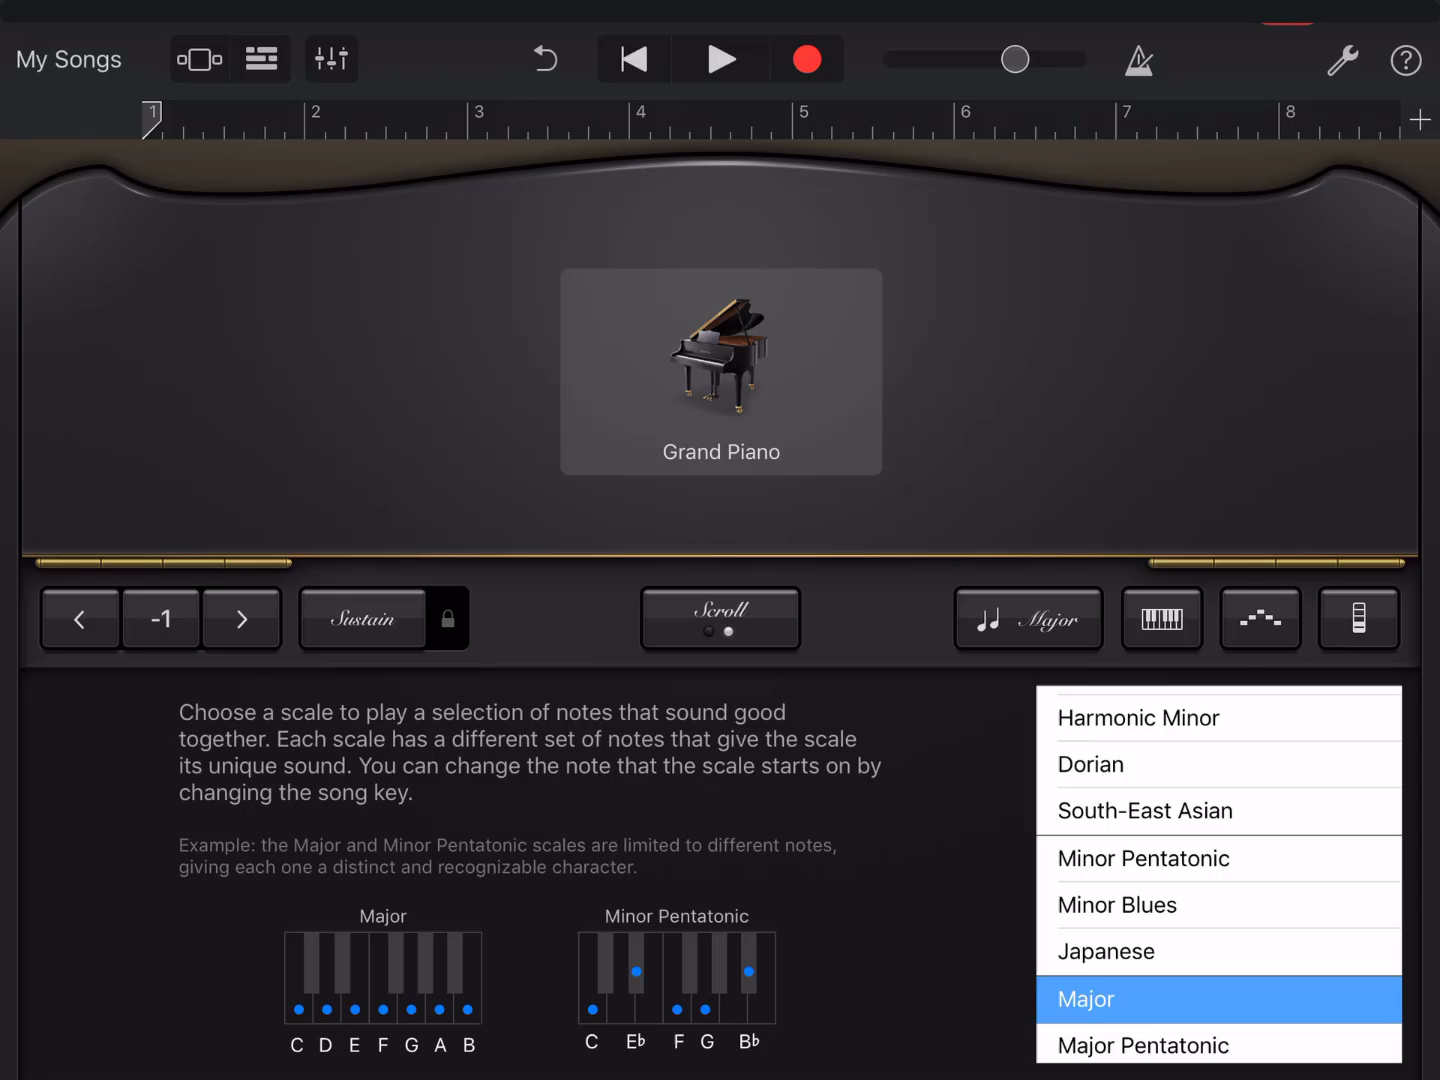 My Songs
1 2 3 4 5 6 7 8
Grand Piano
-1
Sustain
Scroll
Major
Choose a scale to play a selection of notes that sound good
together. Each scale has a different set of notes that give the scale
its unique sound. You can change the note that the scale starts on by
changing the song key.
Example: the Major and Minor Pentatonic scales are limited to different notes,
giving each one a distinct and recognizable character.
Major
C D E F G A B
Minor Pentatonic
C E♭ F G B♭
Harmonic Minor
Dorian
South-East Asian
Minor Pentatonic
Minor Blues
Japanese
Major
Major Pentatonic